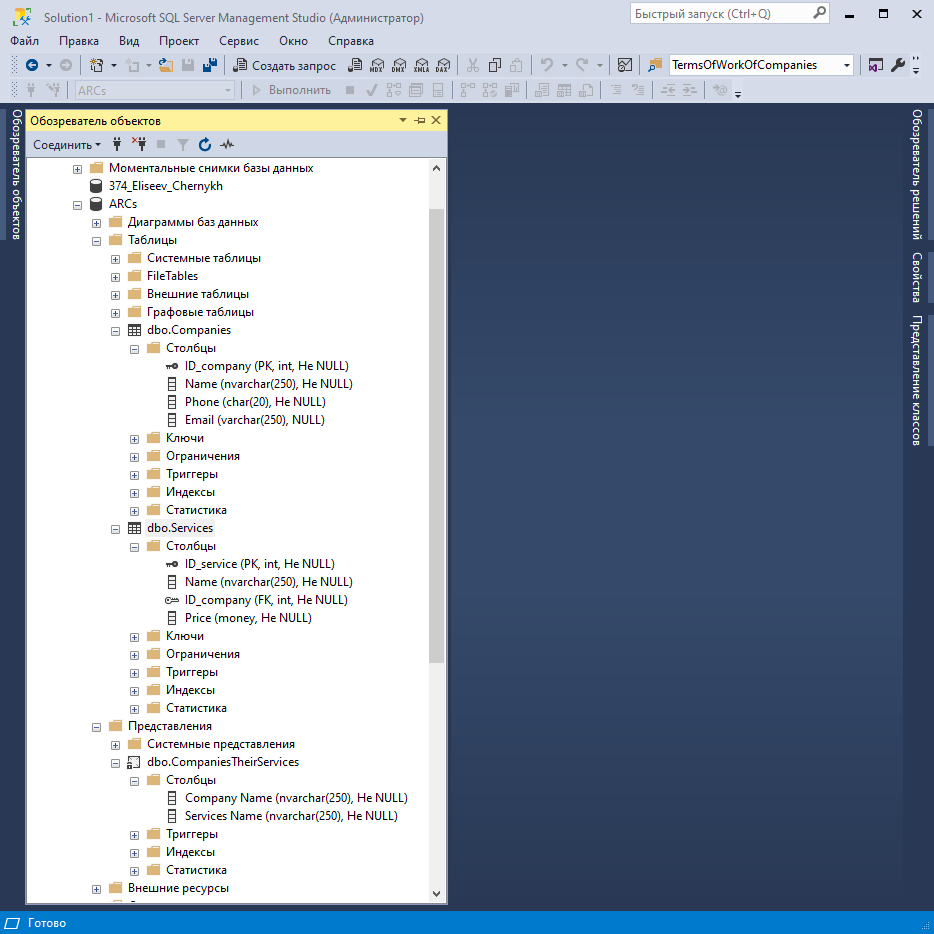 Solution1 - Microsoft SQL Server Management Studio (Администратор)
Быстрый запуск (Ctrl+Q)
Файл Правка Вид Проект Сервис Окно Справка
Создать запрос
MDX
DMX
XMLA
DAX
TermsOfWorkOfCompanies
ARCs
Выполнить
Обозреватель объектов
Обозреватель объектов
Соединить
Моментальные снимки базы данных
374_Eliseev_Chernykh
ARCs
Диаграммы баз данных
Таблицы
Системные таблицы
FileTables
Внешние таблицы
Графовые таблицы
dbo.Companies
Столбцы
ID_company (PK, int, Не NULL)
Name (nvarchar(250), Не NULL)
Phone (char(20), Не NULL)
Email (varchar(250), NULL)
Ключи
Ограничения
Триггеры
Индексы
Статистика
dbo.Services
Столбцы
ID_service (PK, int, Не NULL)
Name (nvarchar(250), Не NULL)
ID_company (FK, int, Не NULL)
Price (money, Не NULL)
Ключи
Ограничения
Триггеры
Индексы
Статистика
Представления
Системные представления
dbo.CompaniesTheirServices
Столбцы
Company Name (nvarchar(250), Не NULL)
Services Name (nvarchar(250), Не NULL)
Триггеры
Индексы
Статистика
Внешние ресурсы
Обозреватель решений
Свойства
Представление классов
Готово